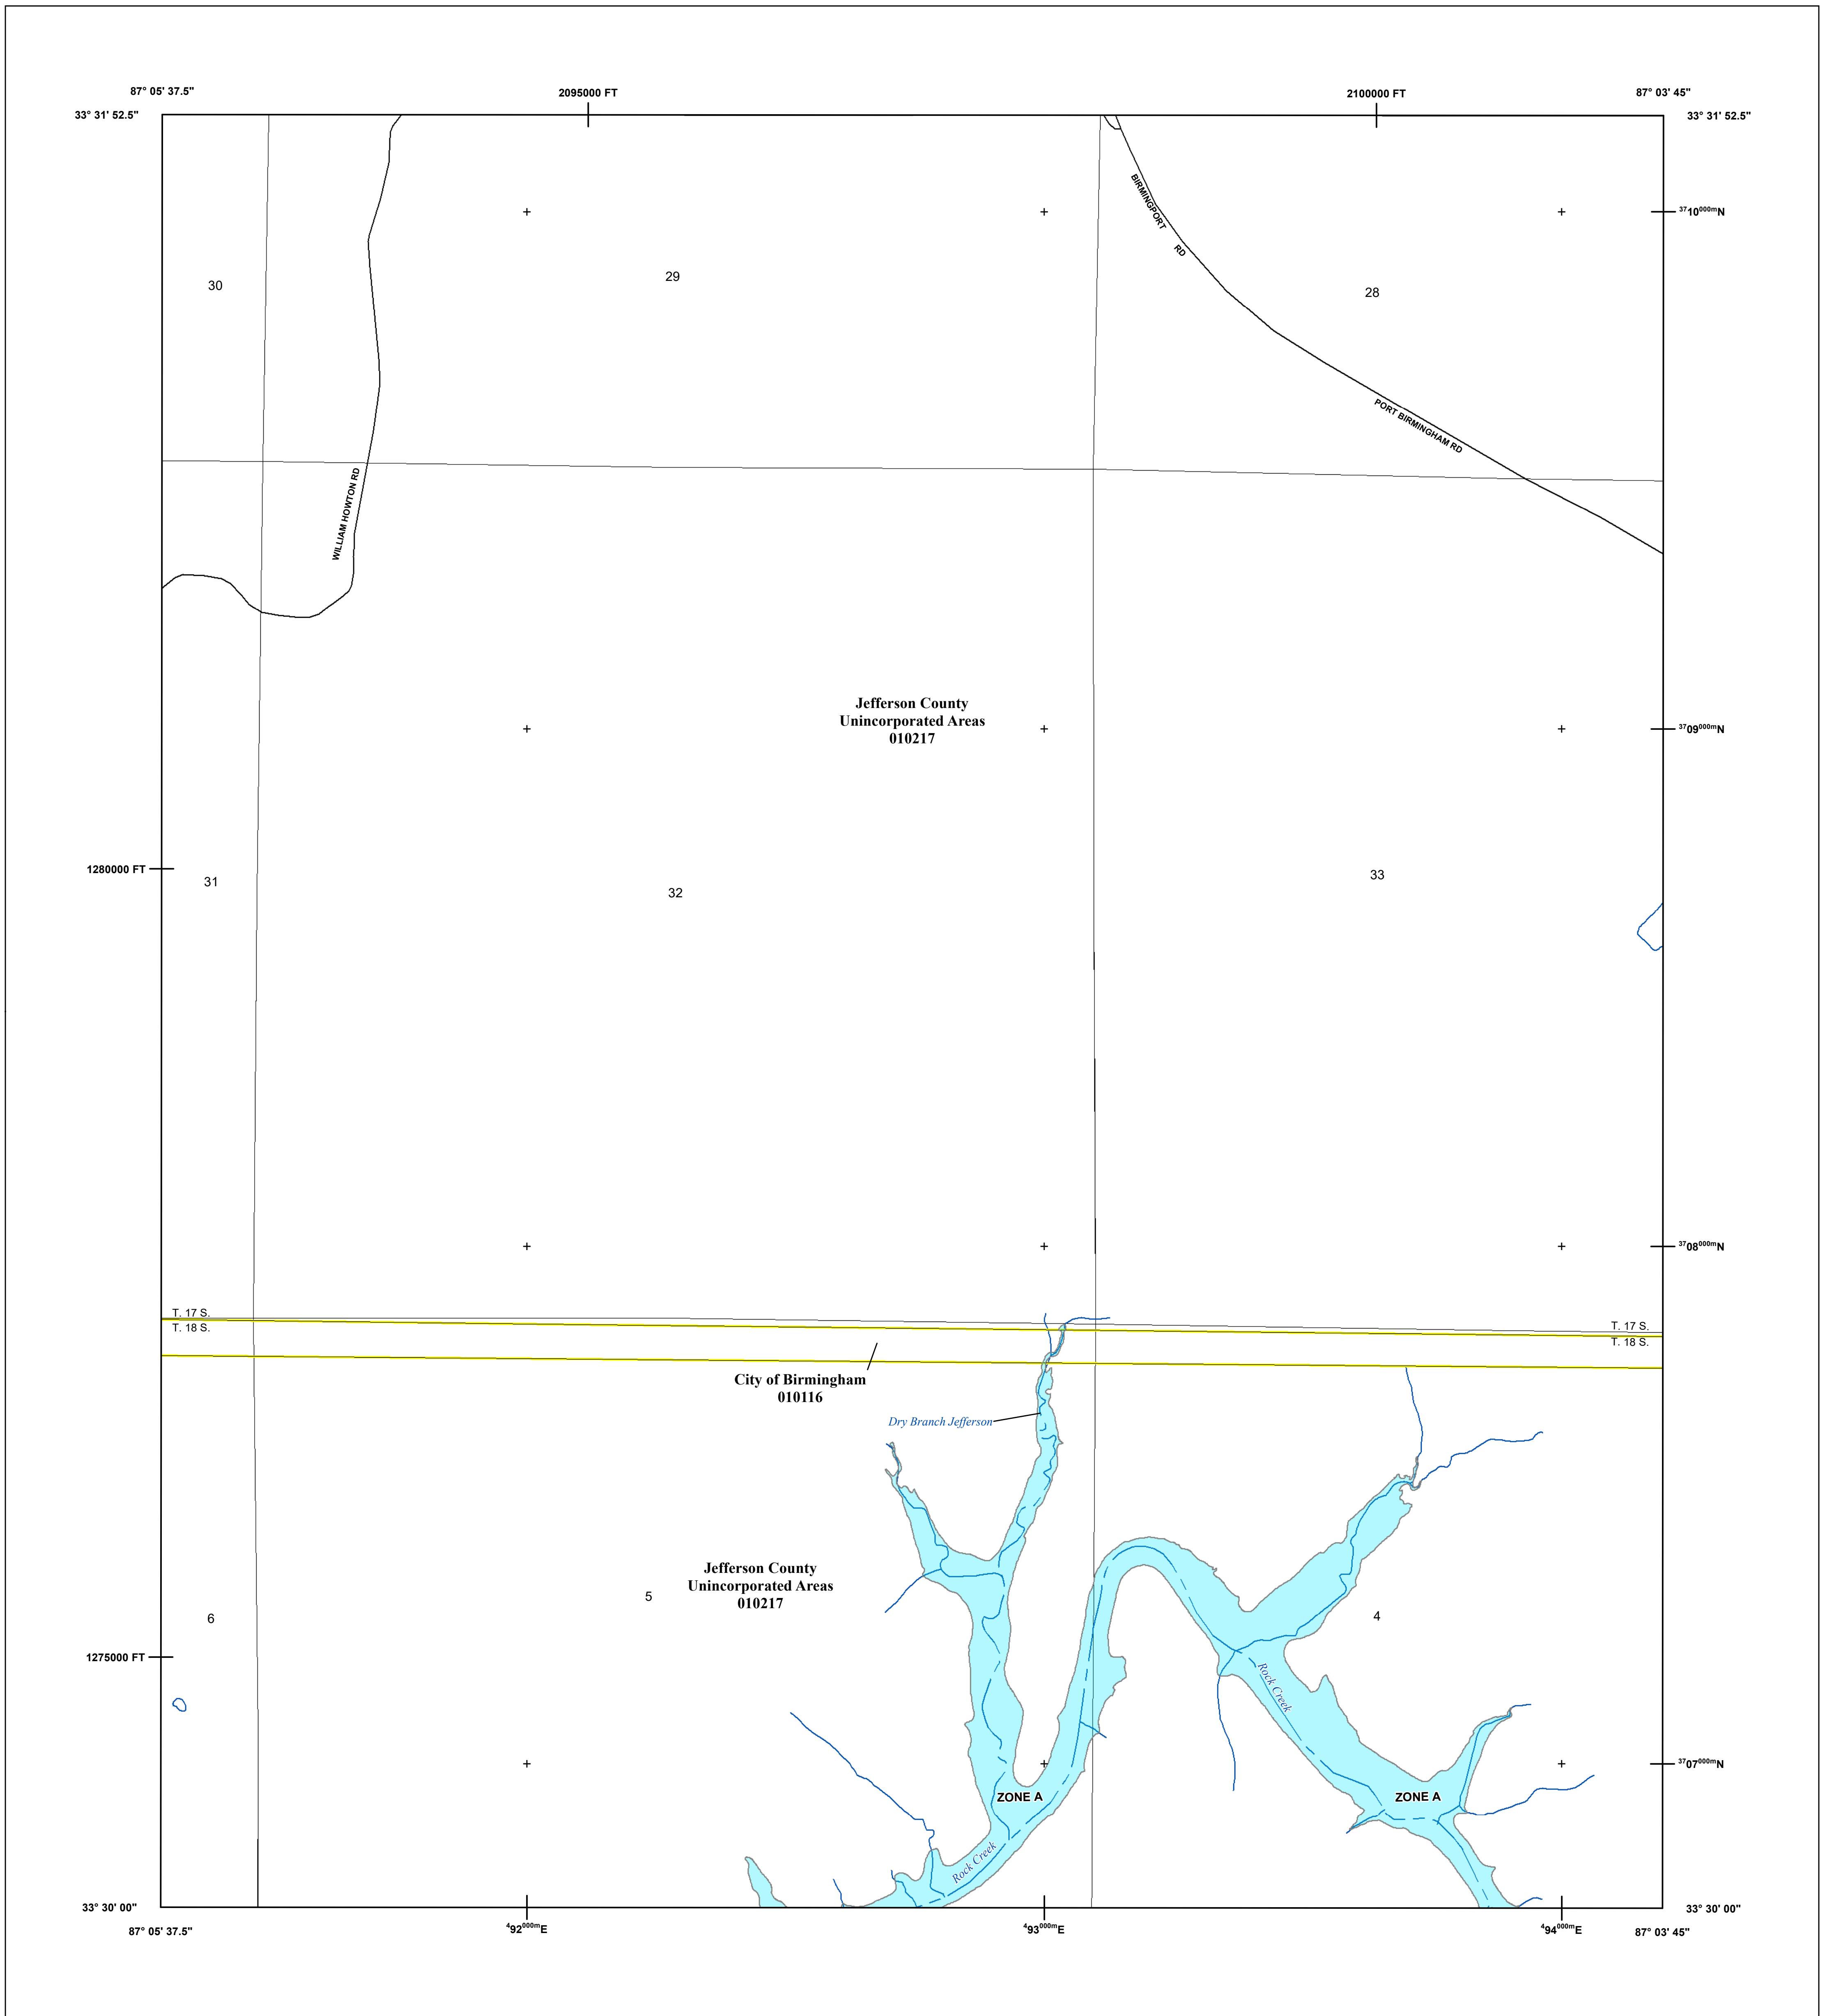 87° 05' 37.5"
2095000 FT
2100000 FT
87° 03' 45"
33° 31' 52.5"
33° 31' 52.5"
BIRMINGPORT RD
3710000mN
30
29
28
PORT BIRMINGHAM RD
WILLIAM HOWTON RD
Jefferson County
Unincorporated Areas
010217
3709000mN
1280000 FT
31
32
33
3708000mN
T. 17 S.
T. 18 S.
T. 17 S.
T. 18 S.
City of Birmingham
010116
Dry Branch Jefferson
Jefferson County
Unincorporated Areas
010217
5
6
4
1275000 FT
Rock Creek
3707000mN
ZONE A
ZONE A
Rock Creek
33° 30' 00"
33° 30' 00"
87° 05' 37.5"
492000mE
493000mE
494000mE
87° 03' 45"